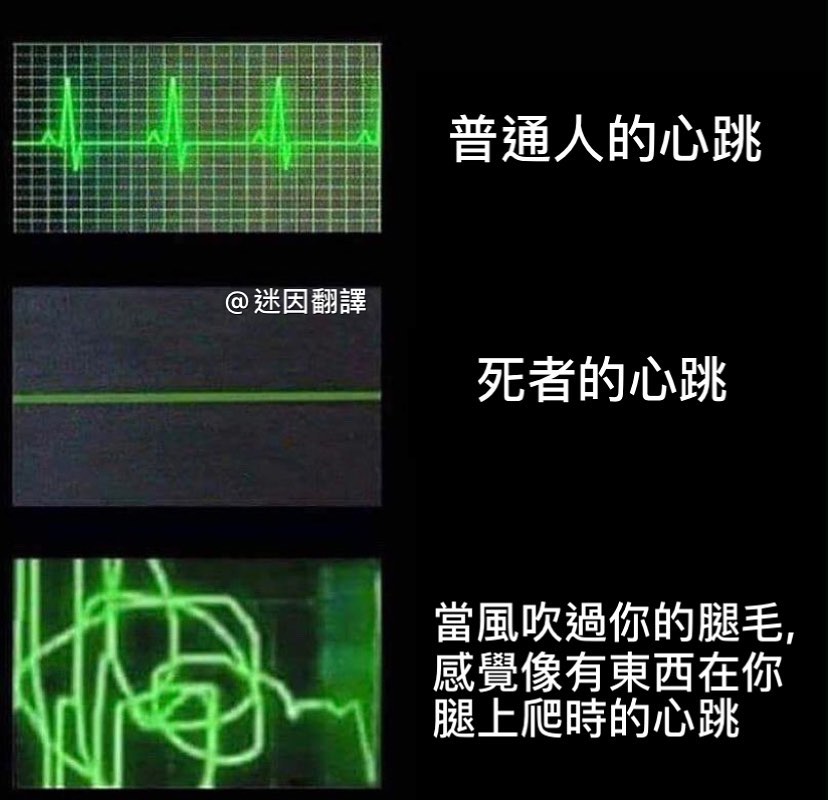 普通人的心跳
@迷因翻譯
死者的心跳
當風吹過你的腿毛,
感覺像有東西在你
腿上爬時的心跳